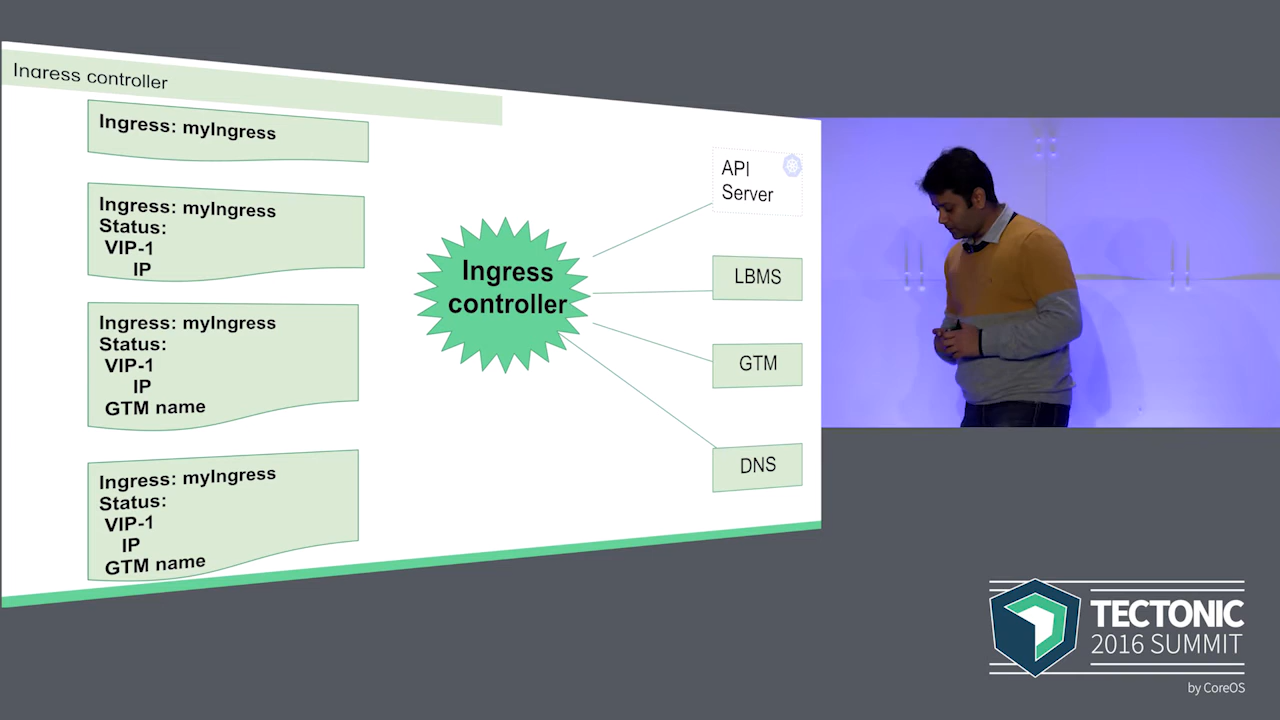 Ingress controller
Ingress: myIngress
Ingress: myIngress
Status:
VIP-1
IP
Ingress: myIngress
Status:
VIP-1
IP
GTM name
Ingress: myIngress
Status:
VIP-1
IP
GTM name
Ingress
controller
API
Server
LBMS
GTM
DNS
TECTONIC
2016 SUMMIT
by CoreOS